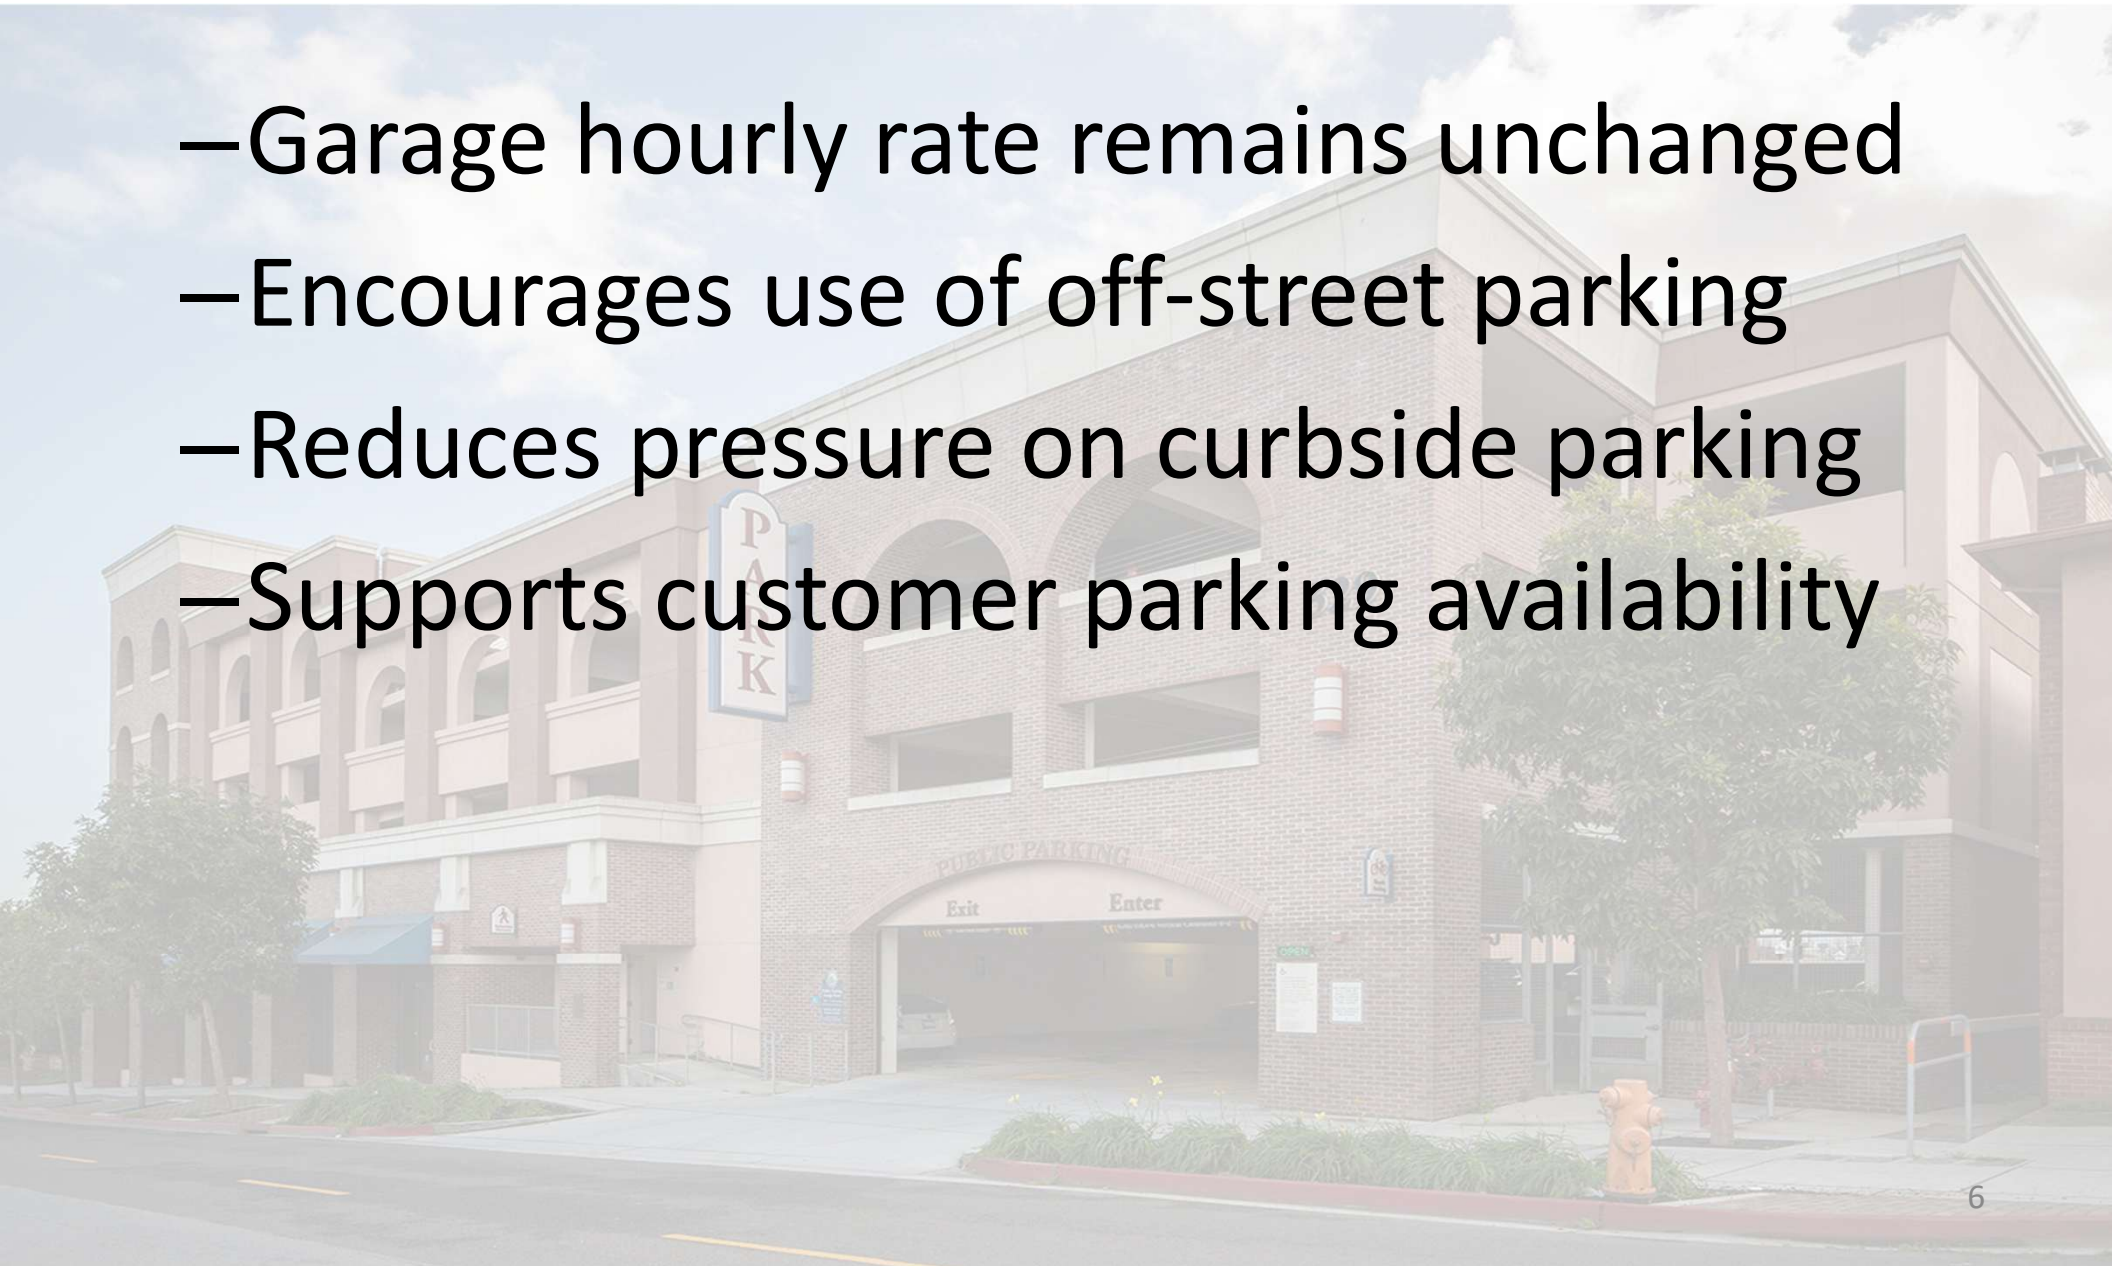 –Garage hourly rate remains unchanged
–Encourages use of off-street parking
–Reduces pressure on curbside parking
–Supports customer parking availability
PARK
PUBLIC PARKING
Exit
Enter
OPEN
6